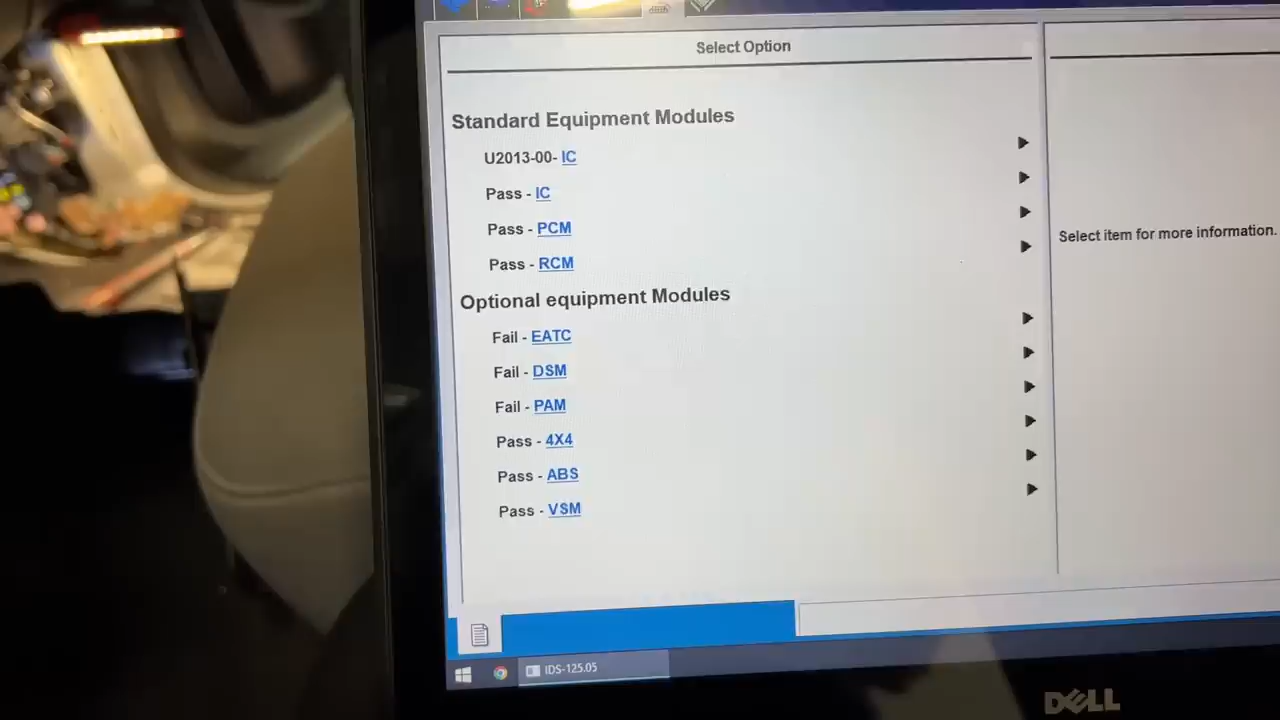 Select Option
Standard Equipment Modules
U2013-00- IC
Pass - IC
Pass - PCM
Pass - RCM
Select item for more information.
Optional equipment Modules
Fail - EATC
Fail - DSM
Fail - PAM
Pass - 4X4
Pass - ABS
Pass - VSM
IDS-125.05
DELL